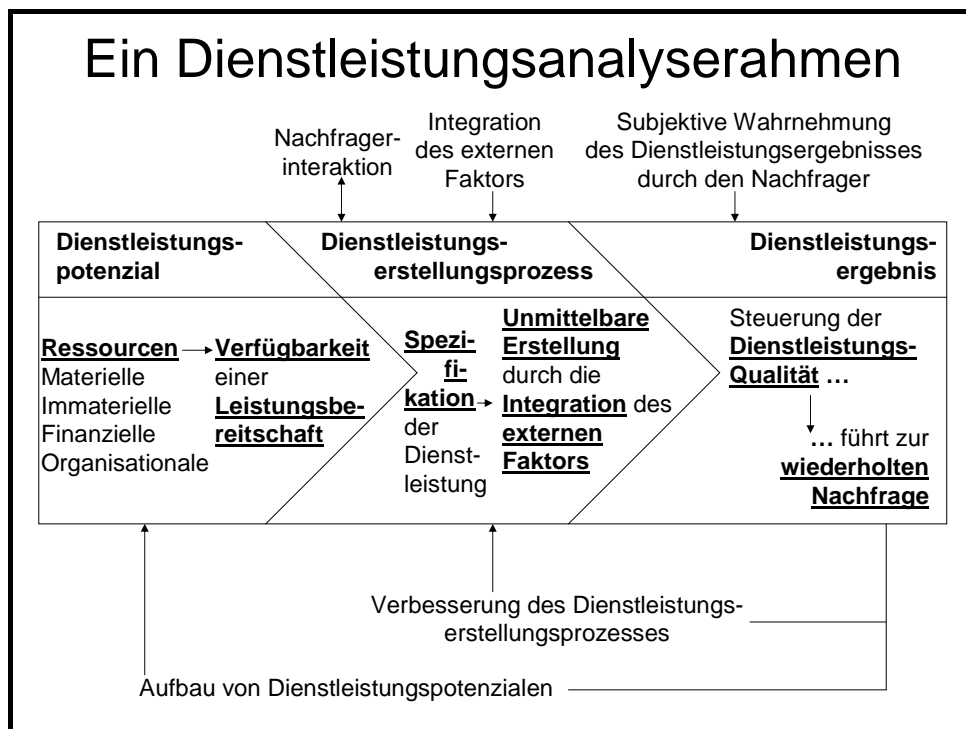 Ein Dienstleistungsanalyserahmen
Nachfrager-
interaktion
Integration
des externen
Faktors
Subjektive Wahrnehmung
des Dienstleistungsergebnisses
durch den Nachfrager
Dienstleistungs-
potenzial
Dienstleistungs-
erstellungsprozess
Dienstleistungs-
ergebnis
Ressourcen
Materielle
Immaterielle
Finanzielle
Organisationale
Verfügbarkeit
einer
Leistungsbe-
reitschaft
Spezi-
fi-
kation
der
Dienst-
leistung
Unmittelbare
Erstellung
durch die
Integration des
externen
Faktors
Steuerung der
Dienstleistungs-
Qualität ...
... führt zur
wiederholten
Nachfrage
Verbesserung des Dienstleistungs-
erstellungsprozesses
Aufbau von Dienstleistungspotenzialen